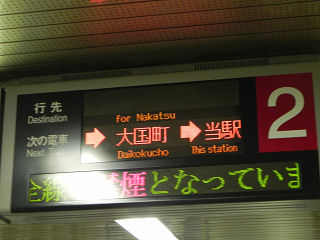 行先
Destination
for Nakatsu
次の電車
Next Train
大国町
Daikokucho
当駅
This station
2
全線禁煙となっていま